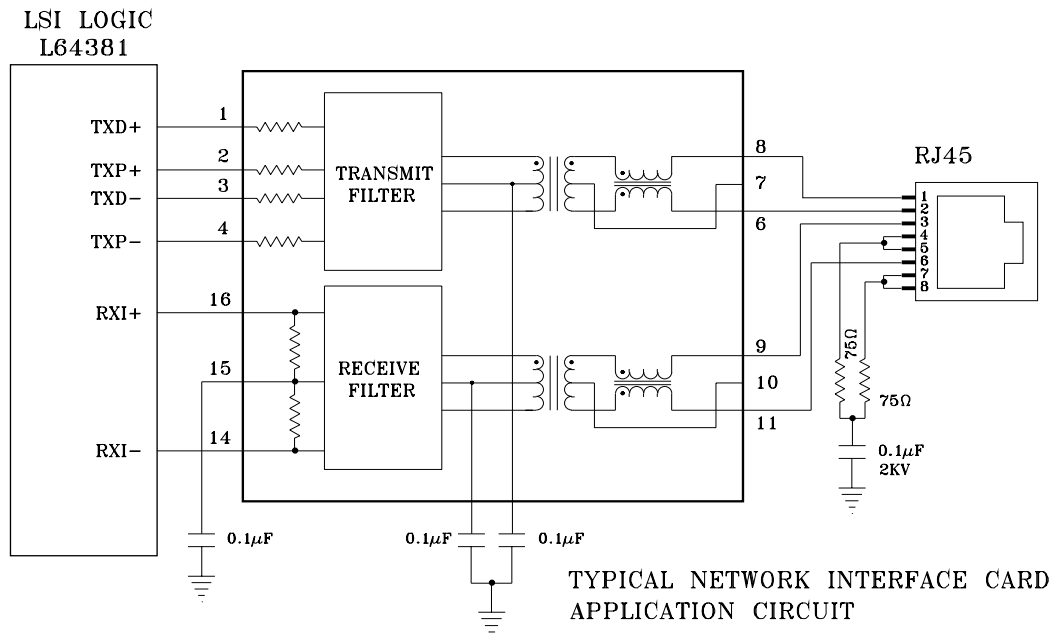 LSI LOGIC
L64381
TXD+
1
TXP+
2
TXD-
3
TXP-
4
TRANSMIT
FILTER
8
7
6
RJ45
1
2
3
4
5
6
7
8
RXI+
16
15
RXI-
14
RECEIVE
FILTER
9
10
11
75Ω
75Ω
0.1µF
2KV
0.1µF
0.1µF
0.1µF
TYPICAL NETWORK INTERFACE CARD
APPLICATION CIRCUIT